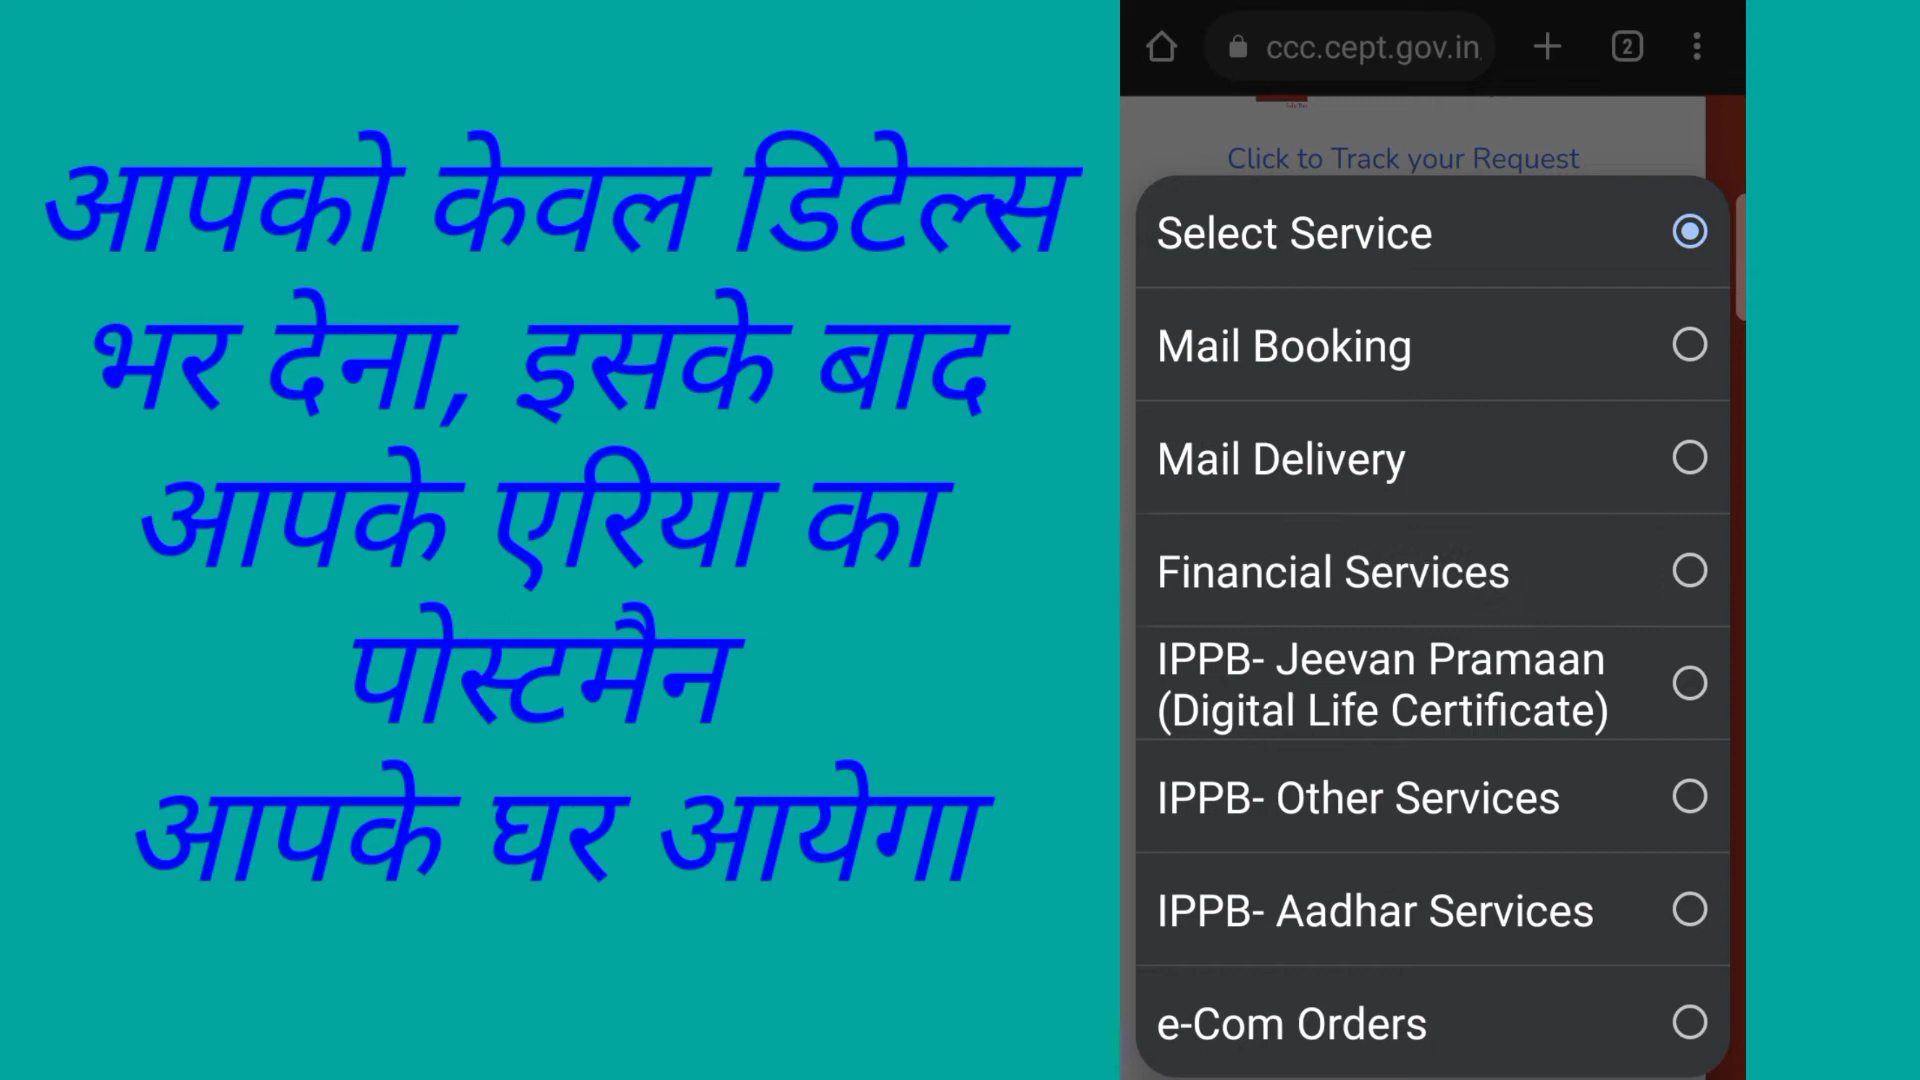 आपको केवल डिटेल्स
भर देना, इसके बाद
आपके एरिया का
पोस्टमैन
आपके घर आयेगा
ccc.cept.gov.in
2
Click to Track your Request
Select Service
Mail Booking
Mail Delivery
Financial Services
IPPB- Jeevan Pramaan
(Digital Life Certificate)
IPPB- Other Services
IPPB- Aadhar Services
e-Com Orders